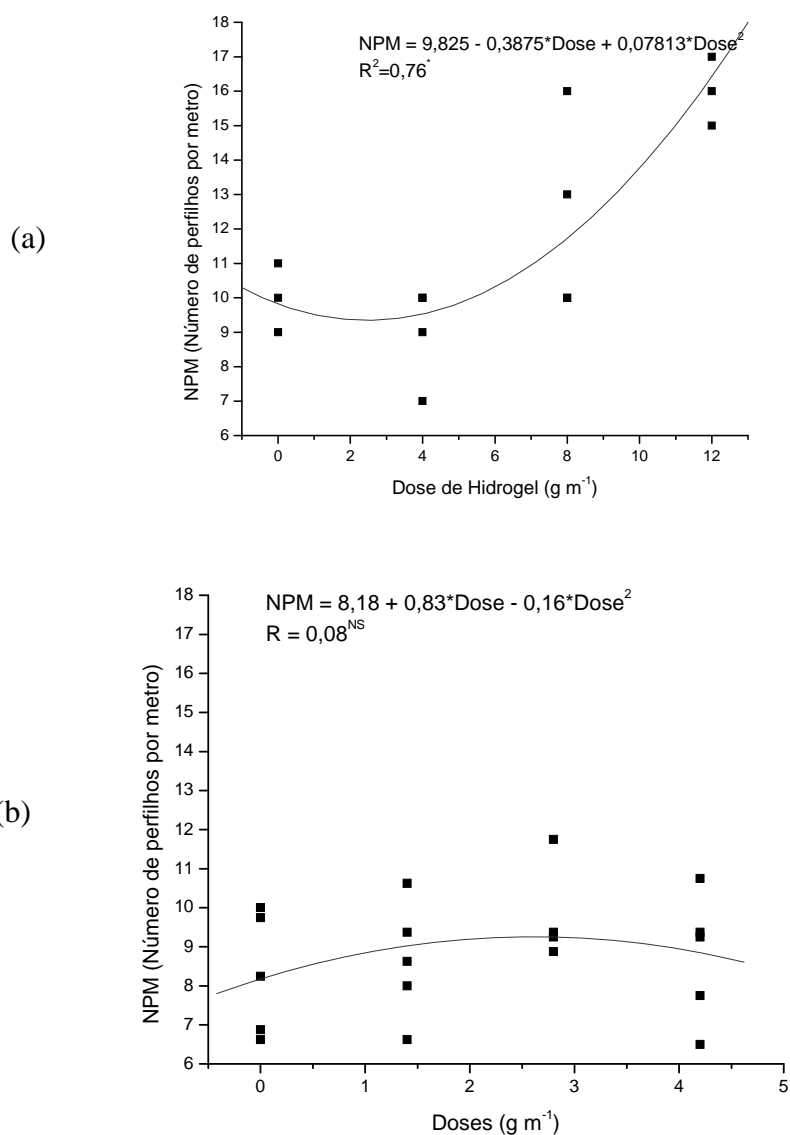 (a)
NPM = 9,825 - 0,3875*Dose + 0,07813*Dose²
R²=0,76*
NPM (Número de perfilhos por metro)
18
17
16
15
14
13
12
11
10
9
8
7
6
0 2 4 6 8 10 12
Dose de Hidrogel (g m⁻¹)
(b)
NPM = 8,18 + 0,83*Dose - 0,16*Dose²
R = 0,08ᴺˢ
NPM (Número de perfilhos por metro)
18
17
16
15
14
13
12
11
10
9
8
7
6
0 1 2 3 4 5
Doses (g m⁻¹)